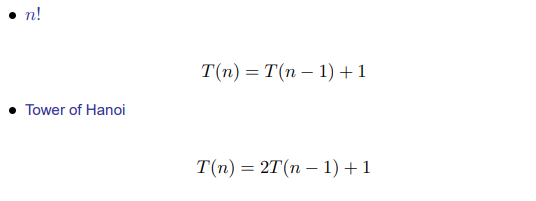 • n!
T(n) = T(n − 1) + 1
• Tower of Hanoi
T(n) = 2T(n − 1) + 1